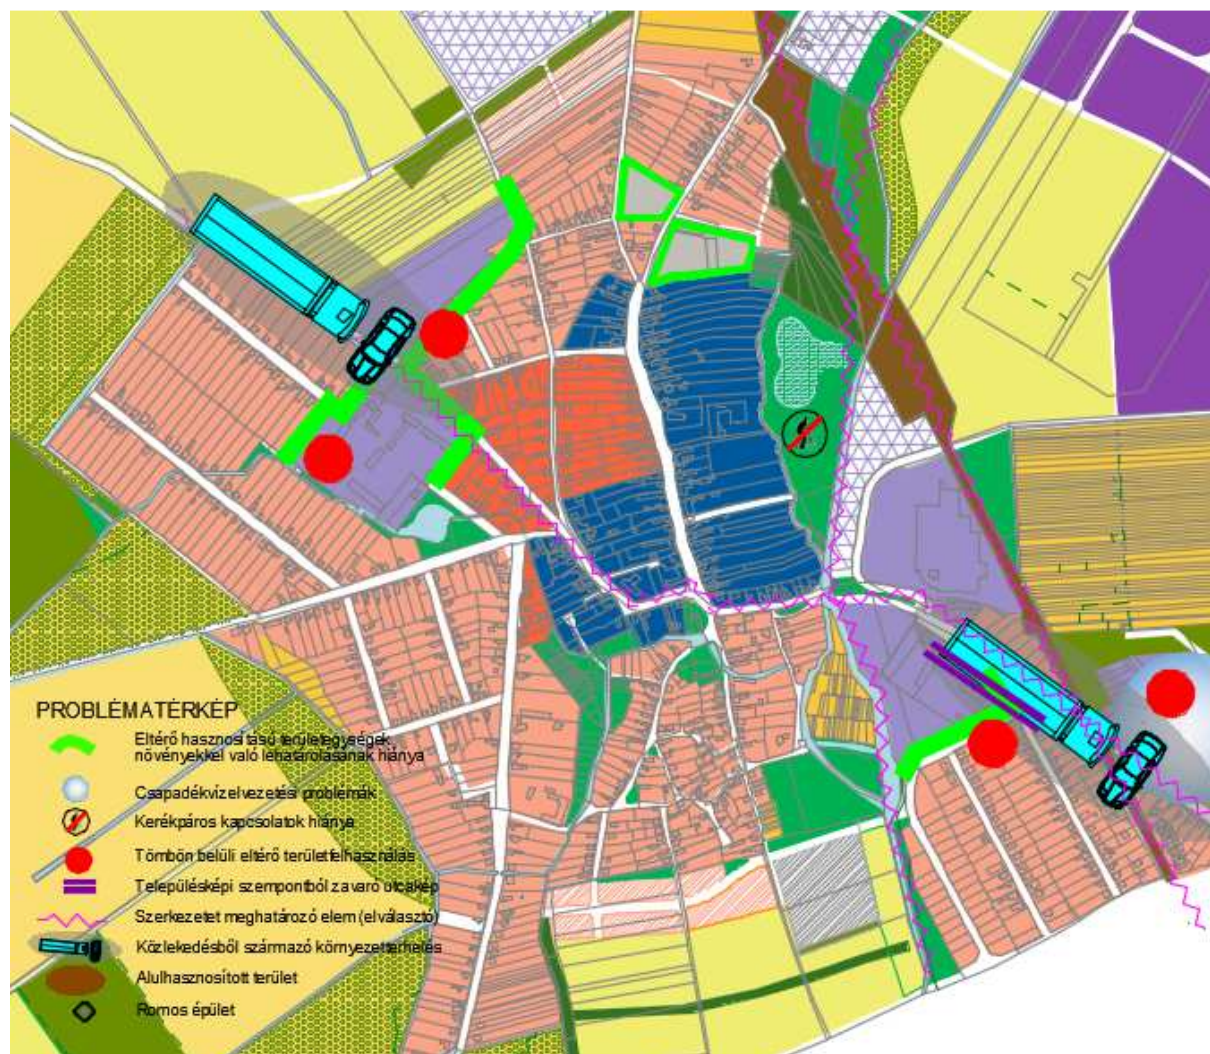 PROBLÉMATÉRKÉP
Eltérő hasznosítású területegységek
növényekkel való lehatárolásának hiánya
Csapadékvízelvezetési problémák
Kerékpáros kapcsolatok hiánya
Tömbön belüli eltérő területfelhasználás
Településképi szempontból zavaró utcakép
Szerkezetet meghatározó elem (elválasztó)
Közlekedésből származó környezetterhelés
Alulhasznosított terület
Romos épület